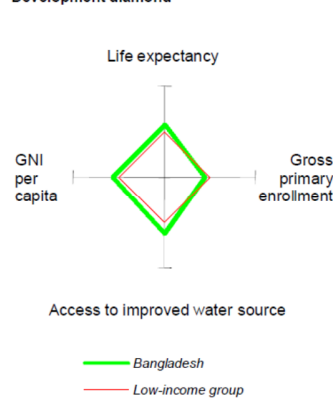 Development diamond
Life expectancy
GNI
per
capita
Gross
primary
enrollment
Access to improved water source
Bangladesh
Low-income group